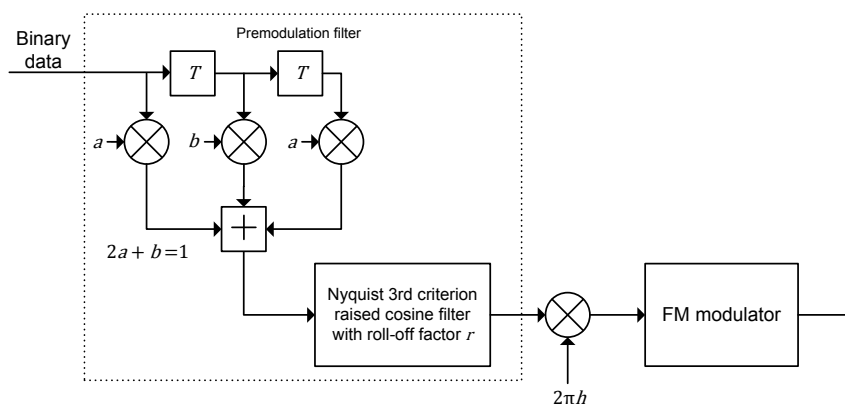 Premodulation filter
Binary
data
T
T
a
b
a
2a + b = 1
Nyquist 3rd criterion
raised cosine filter
with roll-off factor r
FM modulator
2πh